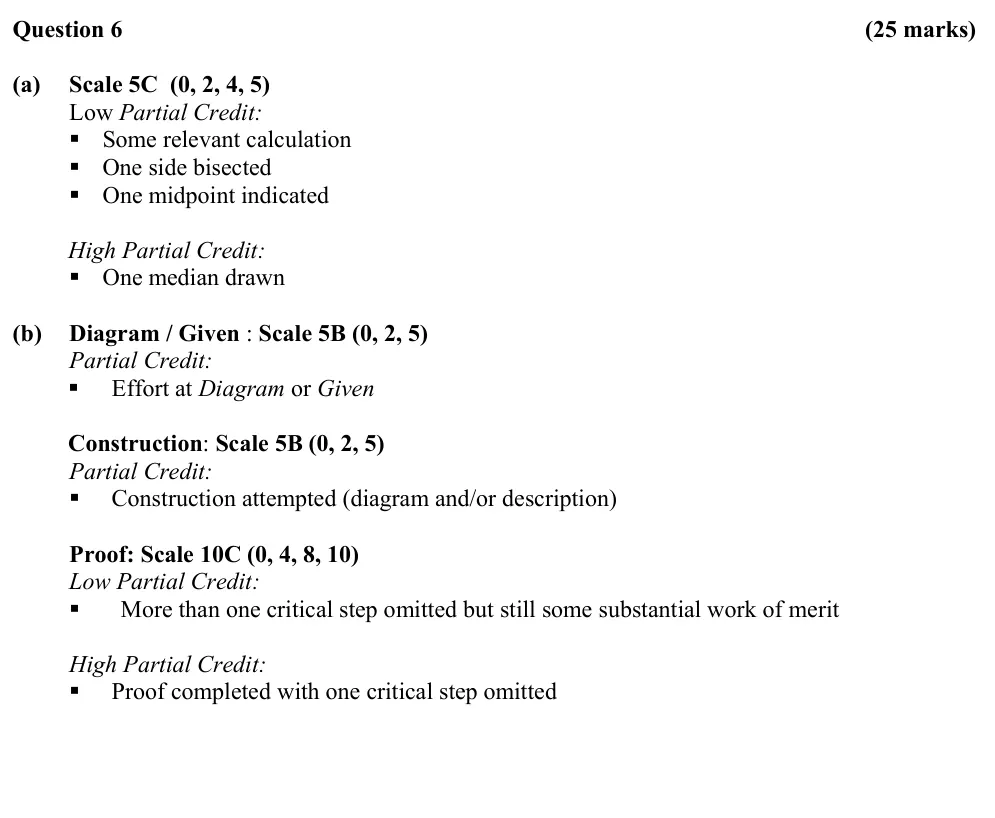 Question 6 (25 marks)
(a) Scale 5C (0, 2, 4, 5)
Low Partial Credit:
▪ Some relevant calculation
▪ One side bisected
▪ One midpoint indicated
High Partial Credit:
▪ One median drawn
(b) Diagram / Given : Scale 5B (0, 2, 5)
Partial Credit:
▪ Effort at Diagram or Given
Construction: Scale 5B (0, 2, 5)
Partial Credit:
▪ Construction attempted (diagram and/or description)
Proof: Scale 10C (0, 4, 8, 10)
Low Partial Credit:
▪ More than one critical step omitted but still some substantial work of merit
High Partial Credit:
▪ Proof completed with one critical step omitted